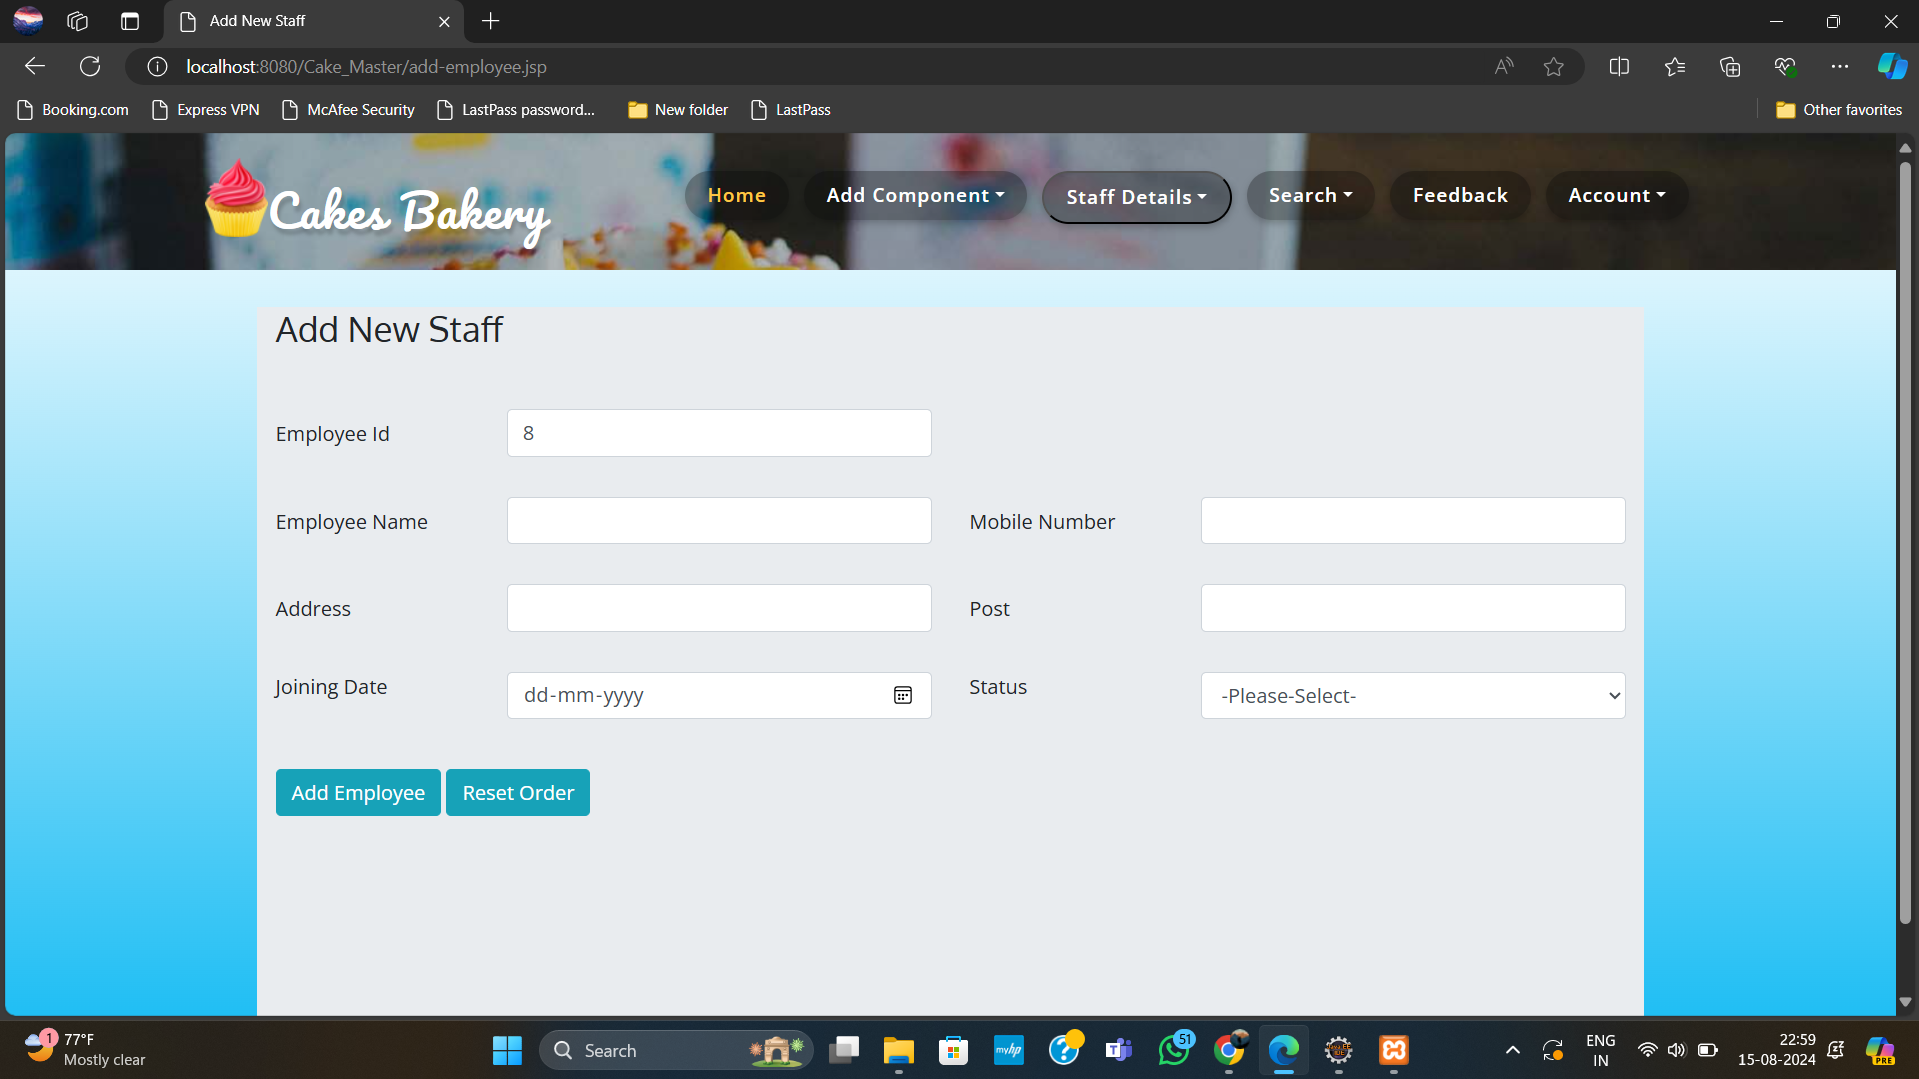 Add New Staff
localhost:8080/Cake_Master/add-employee.jsp
Booking.com Express VPN McAfee Security LastPass password... New folder LastPass Other favorites
Cakes Bakery
Home Add Component Staff Details Search Feedback Account
Add New Staff
Employee Id 8
Employee Name Mobile Number
Address Post
Joining Date dd-mm-yyyy Status -Please-Select-
Add Employee Reset Order
1 77°F
Mostly clear
Search
myhp
51
PRE
ENG
IN
22:59
15-08-2024